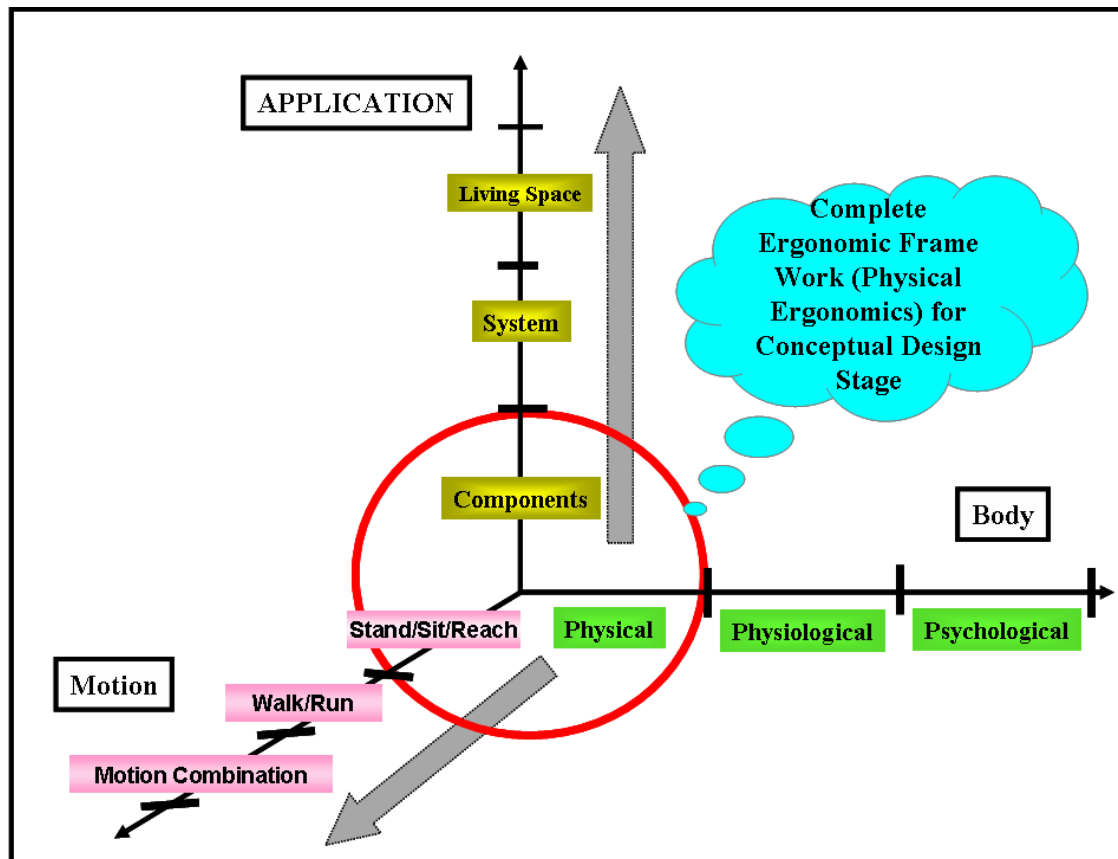 APPLICATION
Living Space
System
Components
Complete
Ergonomic Frame
Work (Physical
Ergonomics) for
Conceptual Design
Stage
Body
Physical
Physiological
Psychological
Stand/Sit/Reach
Motion
Walk/Run
Motion Combination